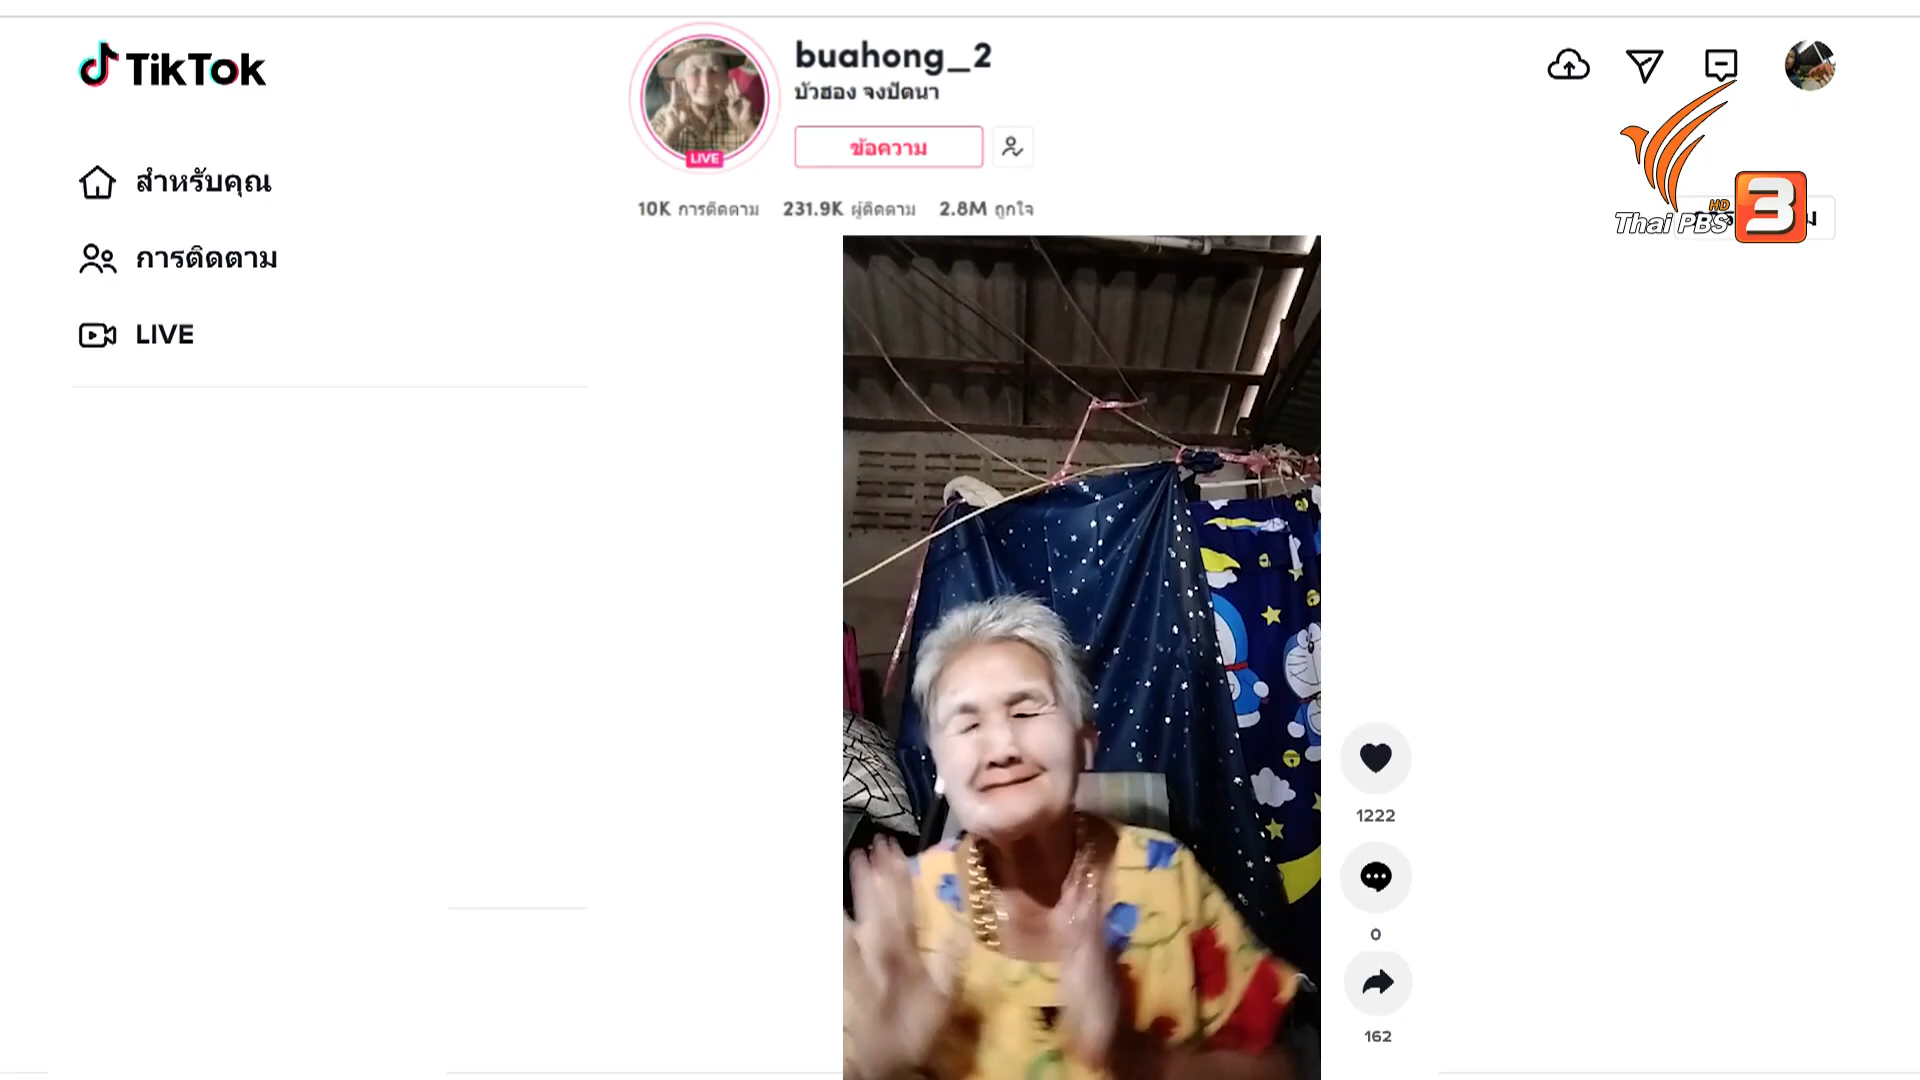 TikTok
สำหรับคุณ
การติดตาม
LIVE
LIVE
buahong_2
บัวฮอง จงปัดนา
ข้อความ
10K การติดตาม 231.9K ผู้ติดตาม 2.8M ถูกใจ
Thai PBS HD 3
1222
0
162